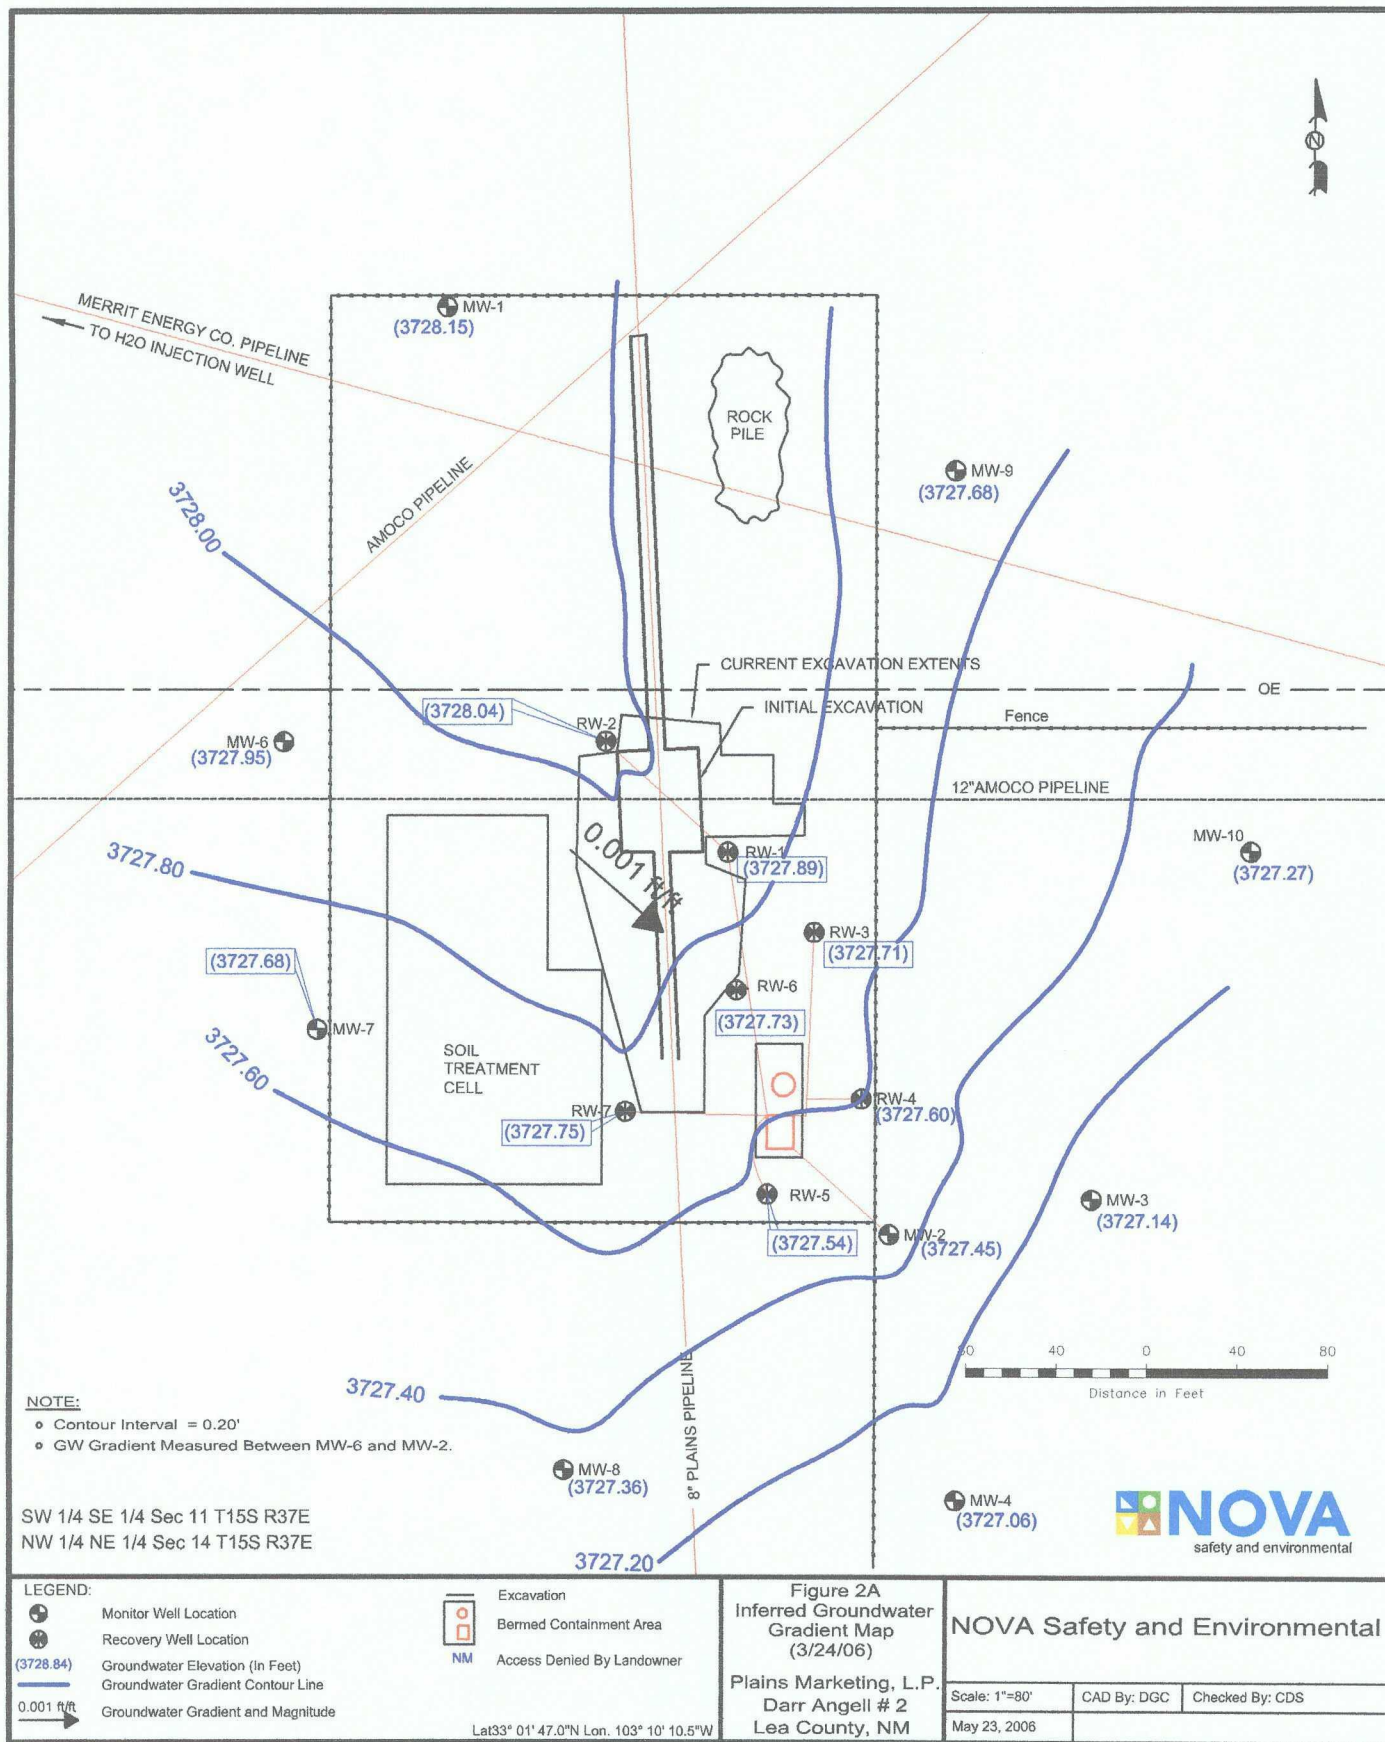 N
MW-1
(3728.15)
MERRIT ENERGY CO. PIPELINE
TO H2O INJECTION WELL
ROCK
PILE
AMOCO PIPELINE
MW-9
(3727.68)
3728.00
CURRENT EXCAVATION EXTENTS
OE
INITIAL EXCAVATION
Fence
(3728.04)
RW-2
MW-6
(3727.95)
12"AMOCO PIPELINE
MW-10
(3727.27)
3727.80
0.001 ft/ft
RW-1
(3727.89)
RW-3
(3727.71)
(3727.68)
MW-7
RW-6
(3727.73)
3727.60
SOIL
TREATMENT
CELL
RW-7
(3727.75)
RW-4
(3727.60)
RW-5
(3727.54)
MW-2
(3727.45)
MW-3
(3727.14)
80 40 0 40 80
Distance in Feet
3727.40
8" PLAINS PIPELINE
NOTE:
Contour Interval = 0.20'
GW Gradient Measured Between MW-6 and MW-2.
MW-8
(3727.36)
MW-4
(3727.06)
NOVA
safety and environmental
SW 1/4 SE 1/4 Sec 11 T15S R37E
NW 1/4 NE 1/4 Sec 14 T15S R37E
3727.20
LEGEND:
Monitor Well Location
Recovery Well Location
(3728.84) Groundwater Elevation (In Feet)
Groundwater Gradient Contour Line
0.001 ft/ft Groundwater Gradient and Magnitude
Excavation
Bermed Containment Area
NM Access Denied By Landowner
Lat33° 01' 47.0"N Lon. 103° 10' 10.5"W
Figure 2A
Inferred Groundwater
Gradient Map
(3/24/06)
Plains Marketing, L.P.
Darr Angell # 2
Lea County, NM
NOVA Safety and Environmental
Scale: 1"=80'
CAD By: DGC
Checked By: CDS
May 23, 2006